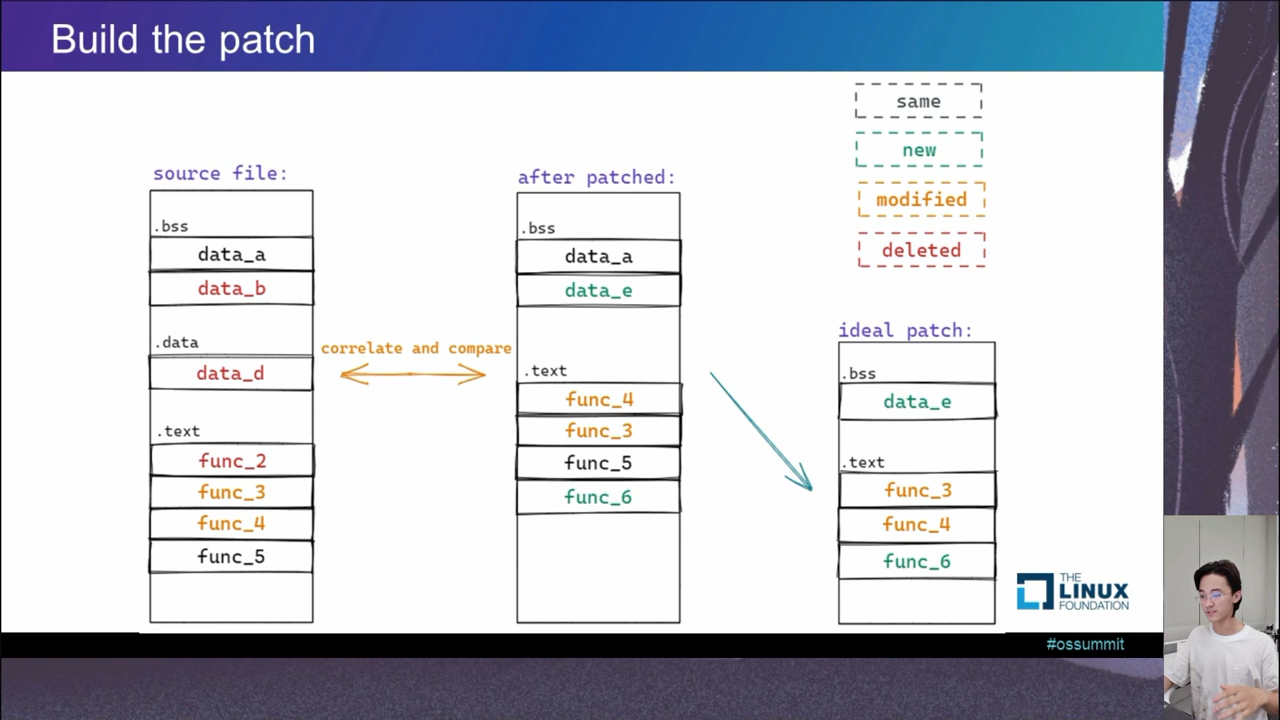 Build the patch
same
new
modified
deleted
source file:
.bss
data_a
data_b
.data
data_d
.text
func_2
func_3
func_4
func_5
correlate and compare
after patched:
.bss
data_a
data_e
.text
func_4
func_3
func_5
func_6
ideal patch:
.bss
data_e
.text
func_3
func_4
func_6
THE
LINUX
FOUNDATION
#ossummit